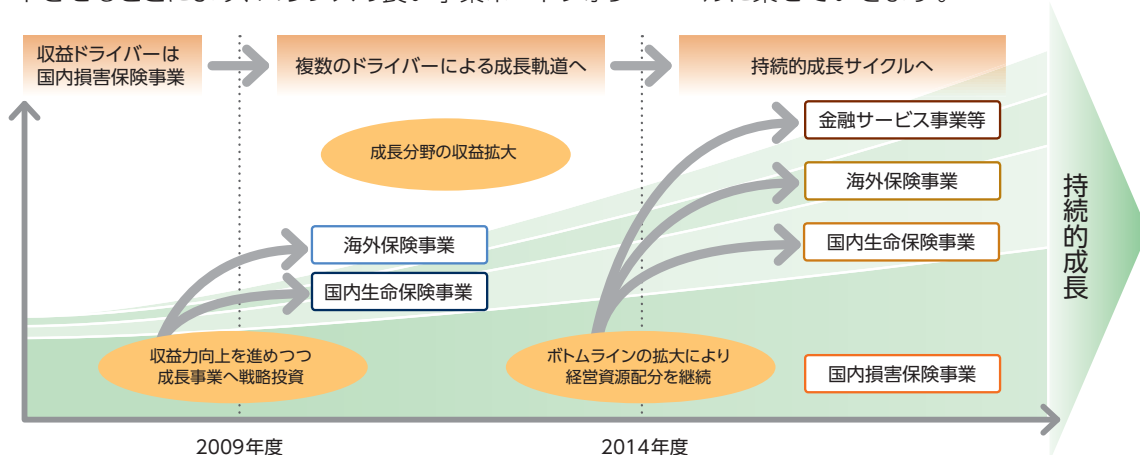 収益ドライバーは
国内損害保険事業
複数のドライバーによる成長軌道へ
持続的成長サイクルへ
金融サービス事業等
成長分野の収益拡大
海外保険事業
持続的成長
海外保険事業
国内生命保険事業
国内生命保険事業
収益力向上を進めつつ
成長事業へ戦略投資
ボトムラインの拡大により
経営資源配分を継続
国内損害保険事業
2009年度
2014年度